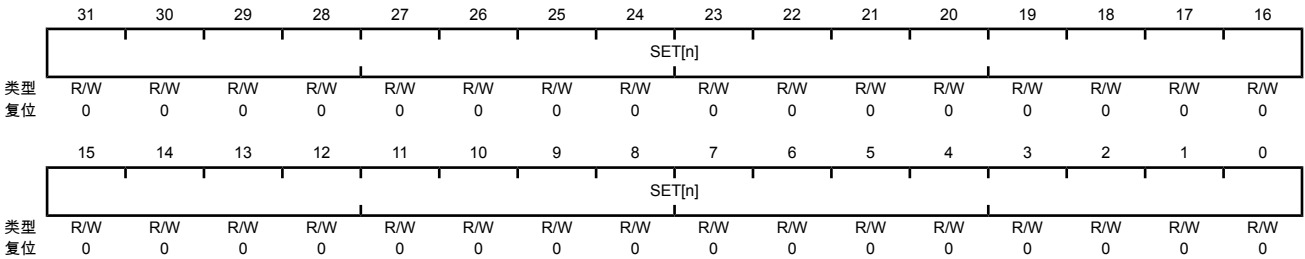 31 30 29 28 27 26 25 24 23 22 21 20 19 18 17 16
SET[n]
类型 R/W R/W R/W R/W R/W R/W R/W R/W R/W R/W R/W R/W R/W R/W R/W R/W
复位 0 0 0 0 0 0 0 0 0 0 0 0 0 0 0 0
15 14 13 12 11 10 9 8 7 6 5 4 3 2 1 0
SET[n]
类型 R/W R/W R/W R/W R/W R/W R/W R/W R/W R/W R/W R/W R/W R/W R/W R/W
复位 0 0 0 0 0 0 0 0 0 0 0 0 0 0 0 0